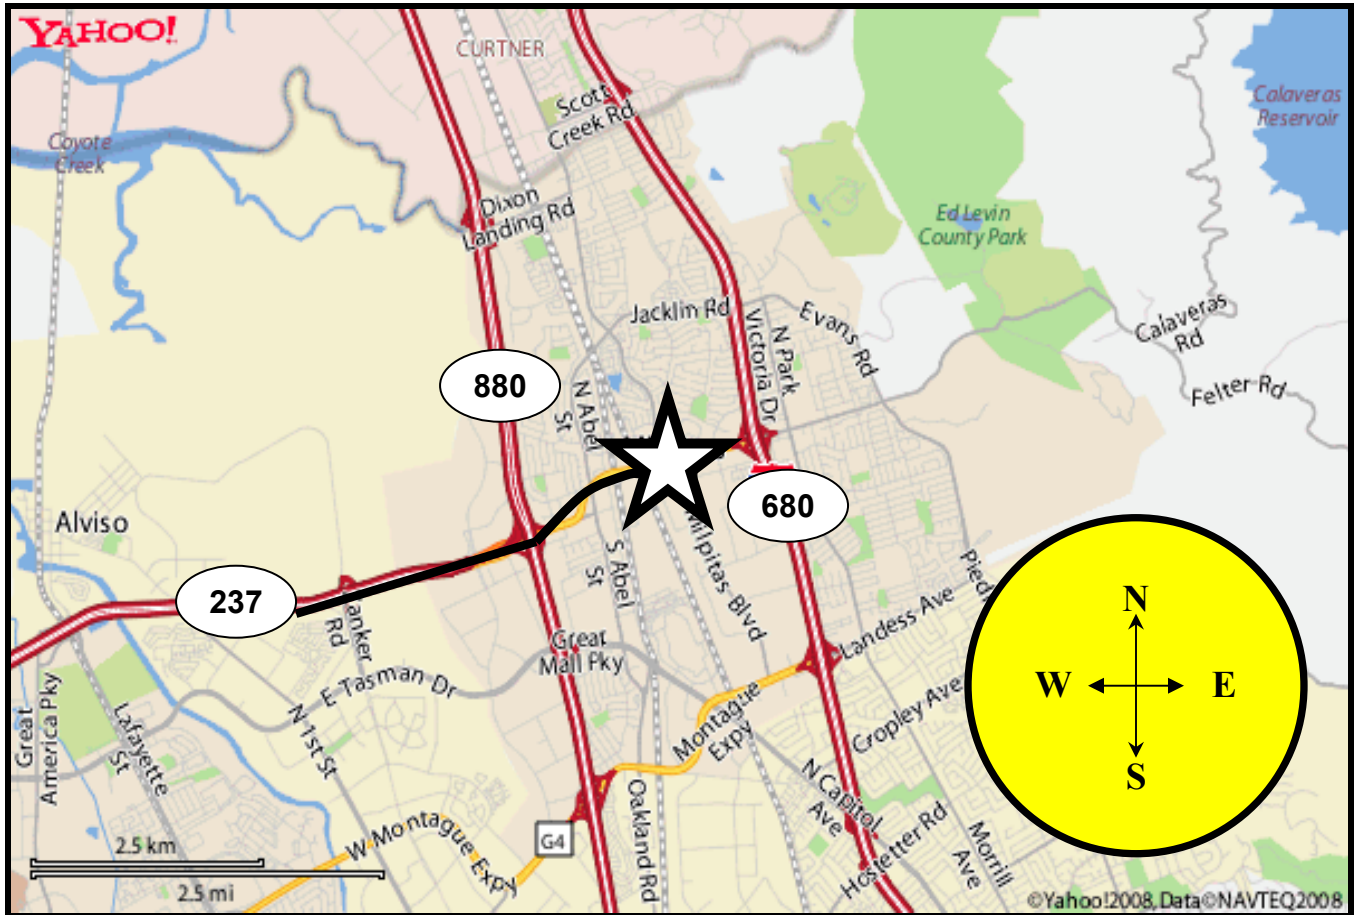 YAHOO!
CURTNER
Scott
Creek Rd
Calaveras
Reservoir
Coyote
Creek
Dixon
Landing Rd
Ed Levin
County Park
Jacklin Rd
Evans Rd
Victoria Dr
N Park
Calaveras
Rd
Felter Rd
880
N Abel
St
680
Alviso
237
Milpitas Blvd
S Abel
St
Landess Ave
Great
Mall Pky
E Tasman Dr
Rd
Great
America Pky
Lafayette
St
N 1st St
Montague
Expy
Cropley Ave
N Capitol
Ave
Hostetter Rd
Morrill
Ave
Oakland Rd
G4
W Montague Expy
N
W
E
S
2.5 km
2.5 mi
©Yahoo!2008,Data©NAVTEQ2008